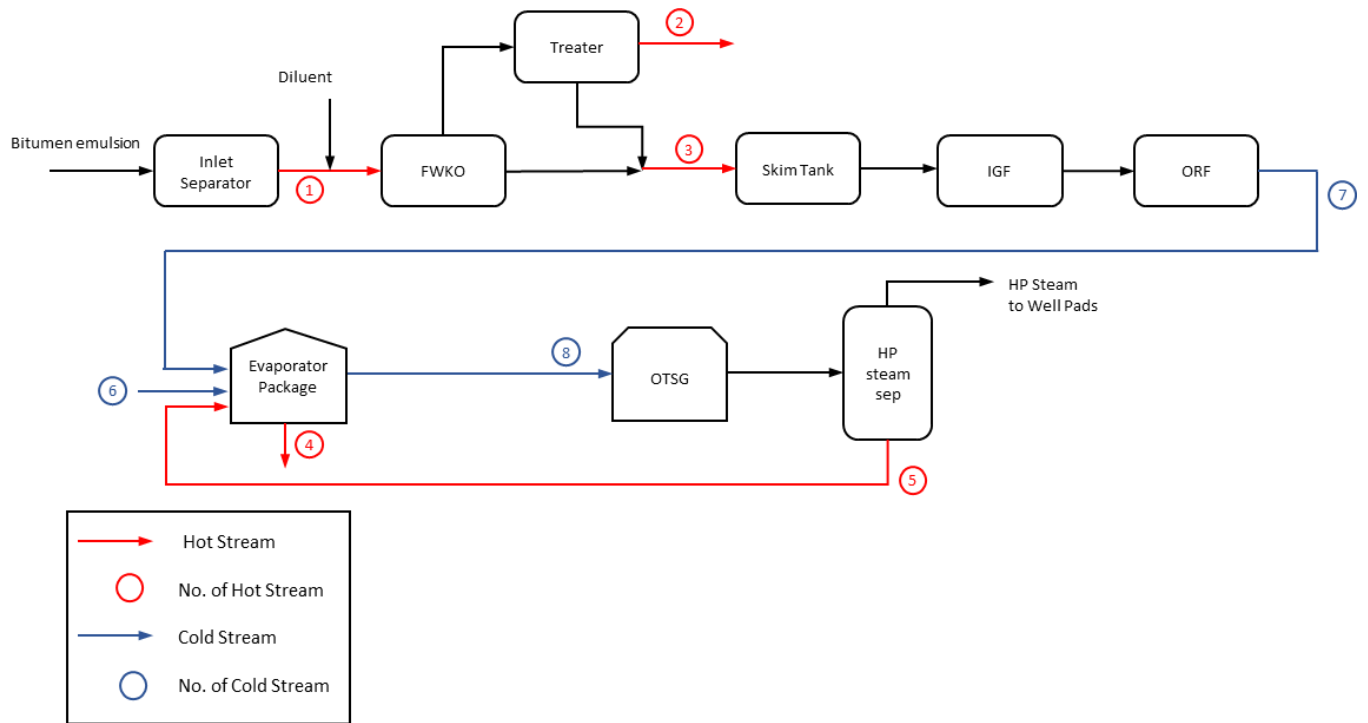 2
Treater
Diluent
Bitumen emulsion
Inlet
Separator
1
FWKO
3
Skim Tank
IGF
ORF
7
HP Steam
to Well Pads
Evaporator
Package
6
8
OTSG
HP
steam
sep
4
5
Hot Stream
No. of Hot Stream
Cold Stream
No. of Cold Stream